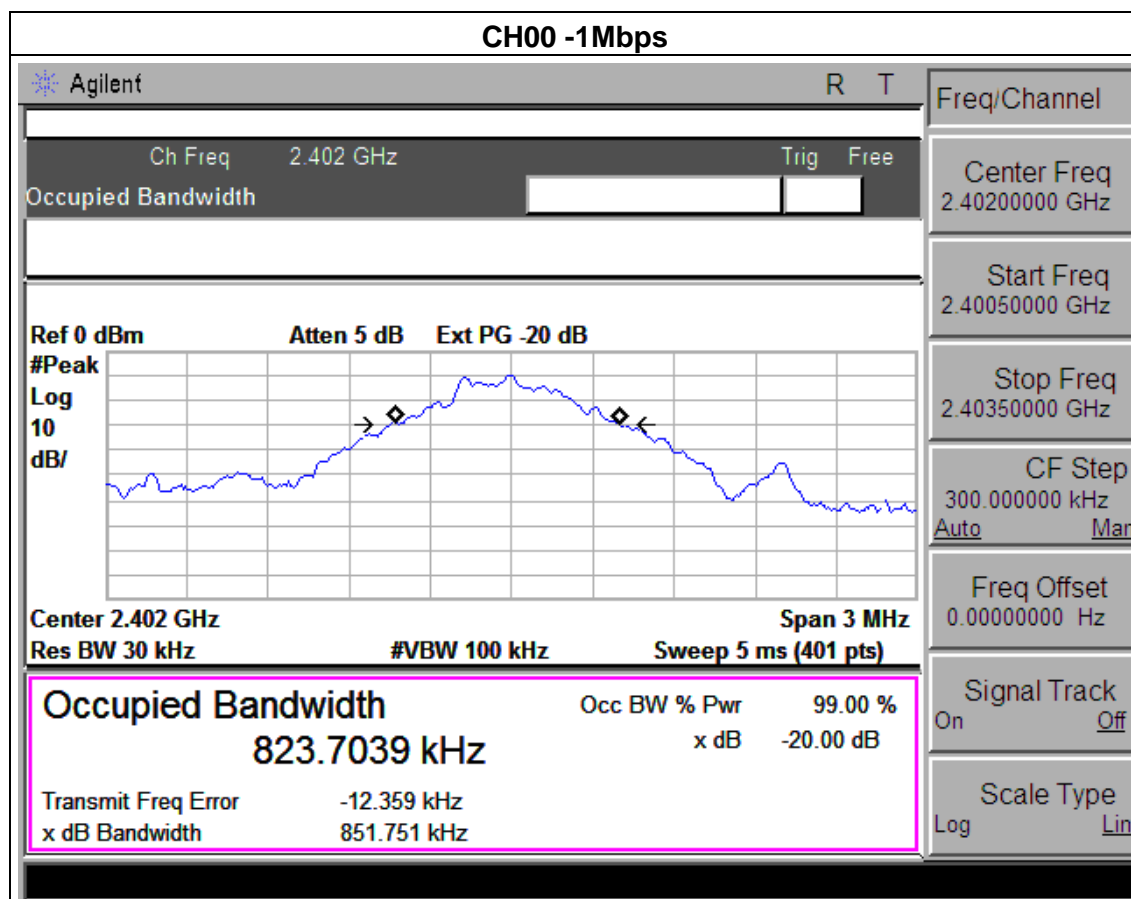 CH00 -1Mbps
Agilent R T
Ch Freq 2.402 GHz Trig Free
Occupied Bandwidth
Ref 0 dBm Atten 5 dB Ext PG -20 dB
#Peak
Log
10
dB/
Center 2.402 GHz Span 3 MHz
Res BW 30 kHz #VBW 100 kHz Sweep 5 ms (401 pts)
Occupied Bandwidth Occ BW % Pwr 99.00 %
823.7039 kHz x dB -20.00 dB
Transmit Freq Error -12.359 kHz
x dB Bandwidth 851.751 kHz
Freq/Channel
Center Freq
2.40200000 GHz
Start Freq
2.40050000 GHz
Stop Freq
2.40350000 GHz
CF Step
300.000000 kHz
Auto Man
Freq Offset
0.00000000 Hz
Signal Track
On Off
Scale Type
Log Lin